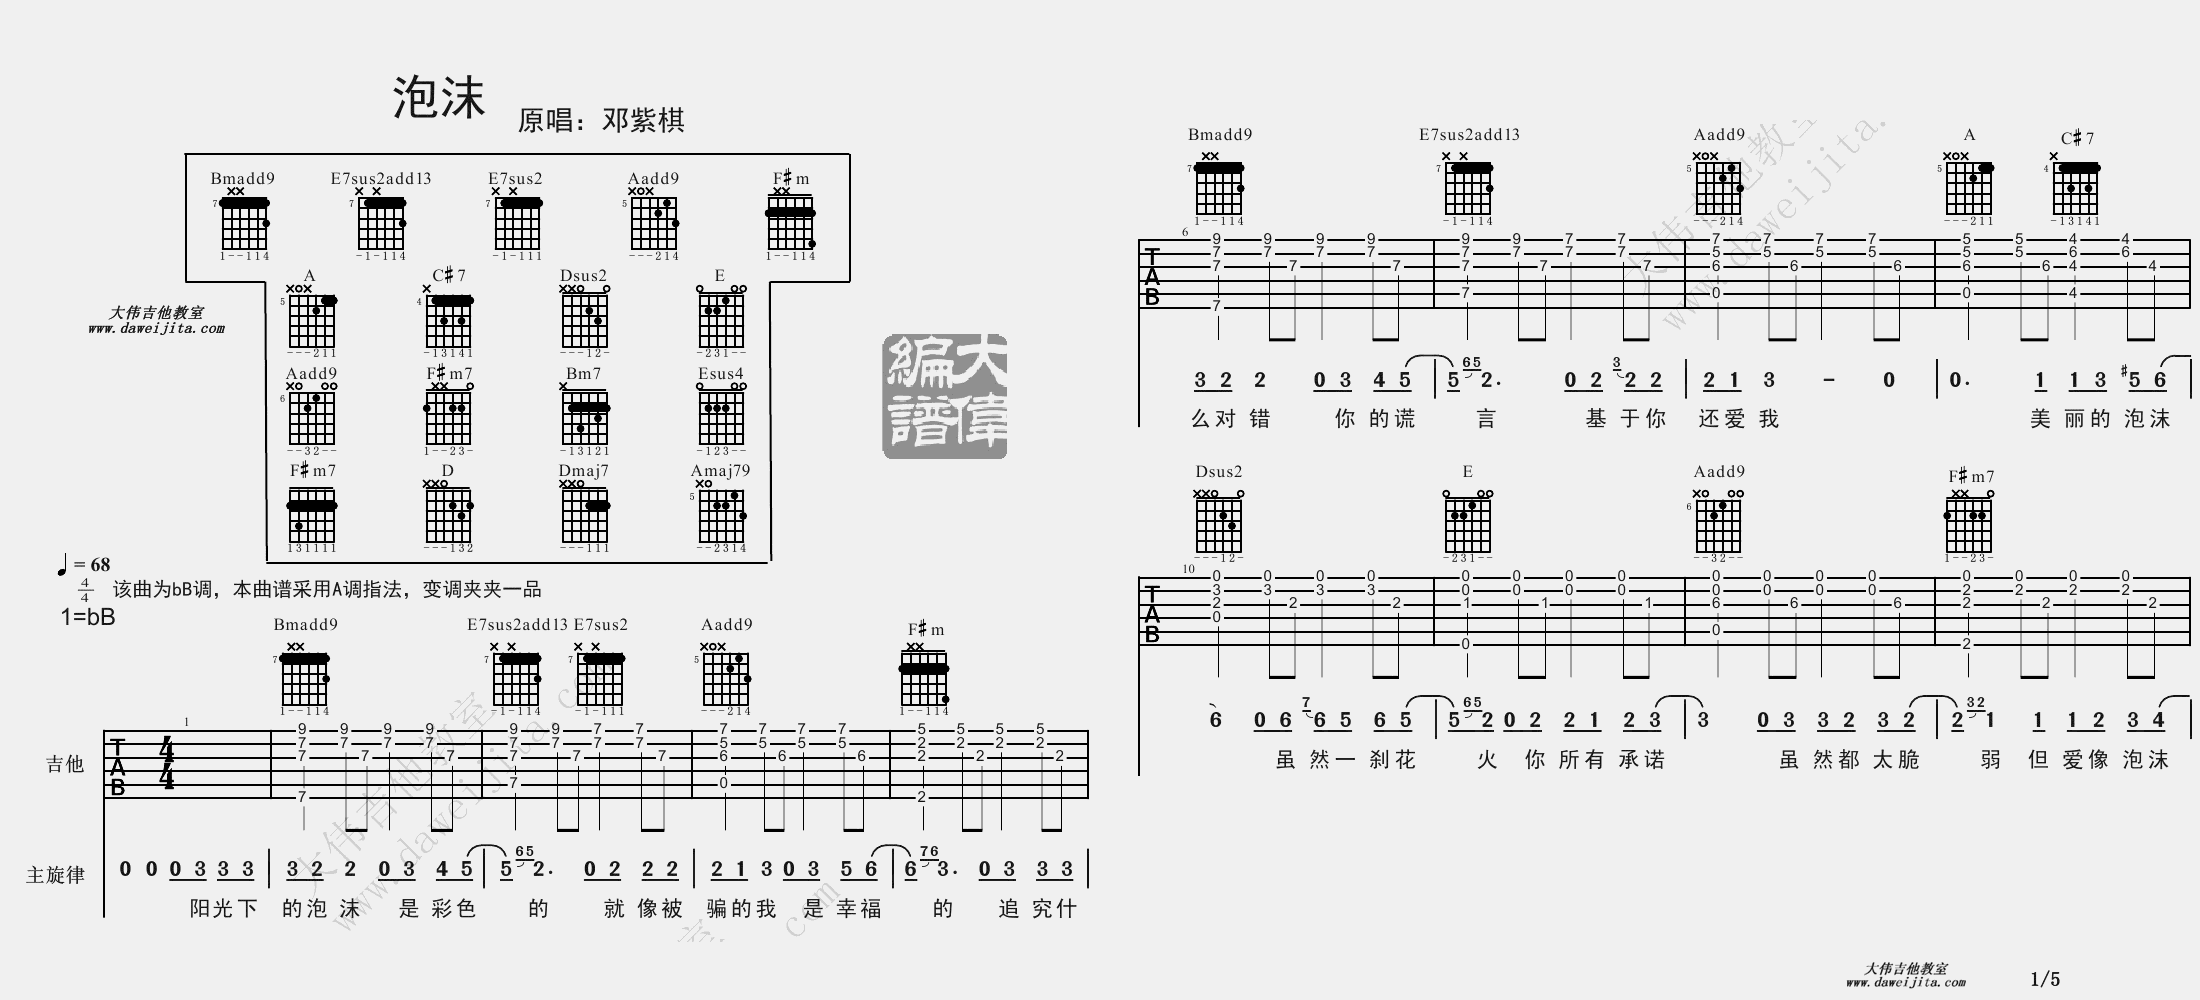 泡沫
原唱：邓紫棋
Bmadd9 E7sus2add13 E7sus2 Aadd9 F♯m
A C♯7 Dsus2 E
大伟吉他教室
www.daweijita.com
Aadd9 F♯m7 Bm7 Esus4
F♯m7 D Dmaj7 Amaj79
编谱
大伟
♩= 68
4/4 该曲为bB调，本曲谱采用A调指法，变调夹夹一品
1=bB
Bmadd9 E7sus2add13 E7sus2 Aadd9 F♯m
吉他
主旋律
0 0 0 3 3 3 | 3 2 2 0 3 4 5 | 5 65 2. 0 2 2 2 | 2 1 3 0 3 5 6 | 6 76 3. 0 3 3 3 |
阳光下 的泡 沫 是 彩色 的 就 像被 骗的我 是 幸福 的 追 究什
Bmadd9 E7sus2add13 Aadd9 A C♯7
3 2 2 0 3 4 5 | 5 65 2. 0 2 3 2 2 | 2 1 3 - 0 | 0. 1 1 3 ♯5 6 |
么对 错 你 的谎 言 基 于你 还爱我 美 丽的 泡沫
Dsus2 E Aadd9 F♯m7
6 0 6 7 6 5 6 5 | 5 65 2 0 2 2 1 2 3 | 3 0 3 3 2 3 2 | 2 32 1 1 1 2 3 4 |
虽 然一 刹花 火 你 所有 承诺 虽 然都 太脆 弱 但 爱像 泡沫
大伟吉他教室
www.daweijita.com
1/5